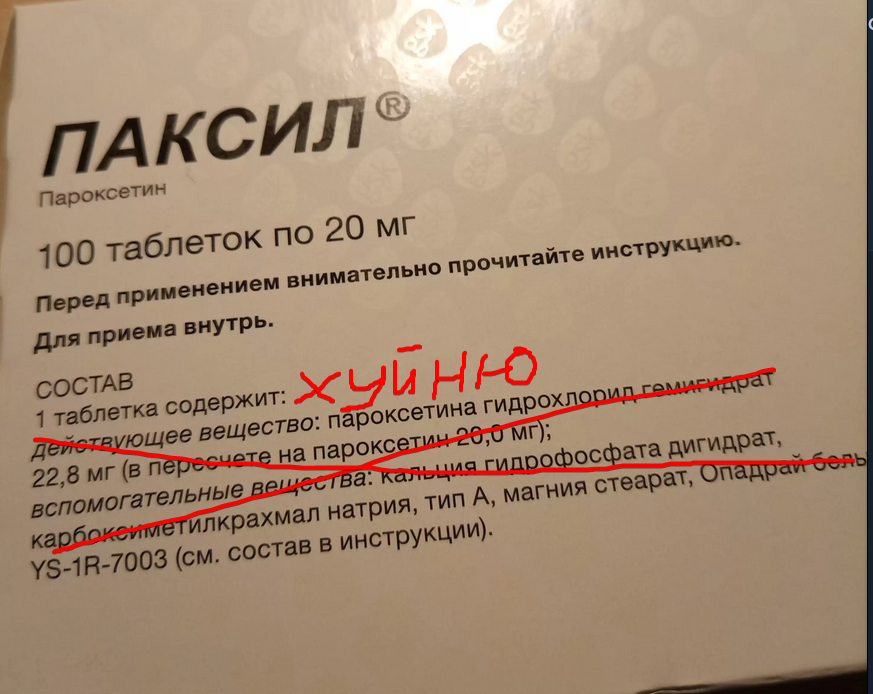 ПАКСИЛ®
Пароксетин
100 таблеток по 20 мг
Перед применением внимательно прочитайте инструкцию.
Для приема внутрь.
СОСТАВ
1 таблетка содержит: ХУЙНЮ
действующее вещество: пароксетина гидрохлорид гемигидрат
22,8 мг (в пересчете на пароксетин 20,0 мг);
вспомогательные вещества: кальция гидрофосфата дигидрат,
карбоксиметилкрахмал натрия, тип А, магния стеарат, Опадрай белы
YS-1R-7003 (см. состав в инструкции).